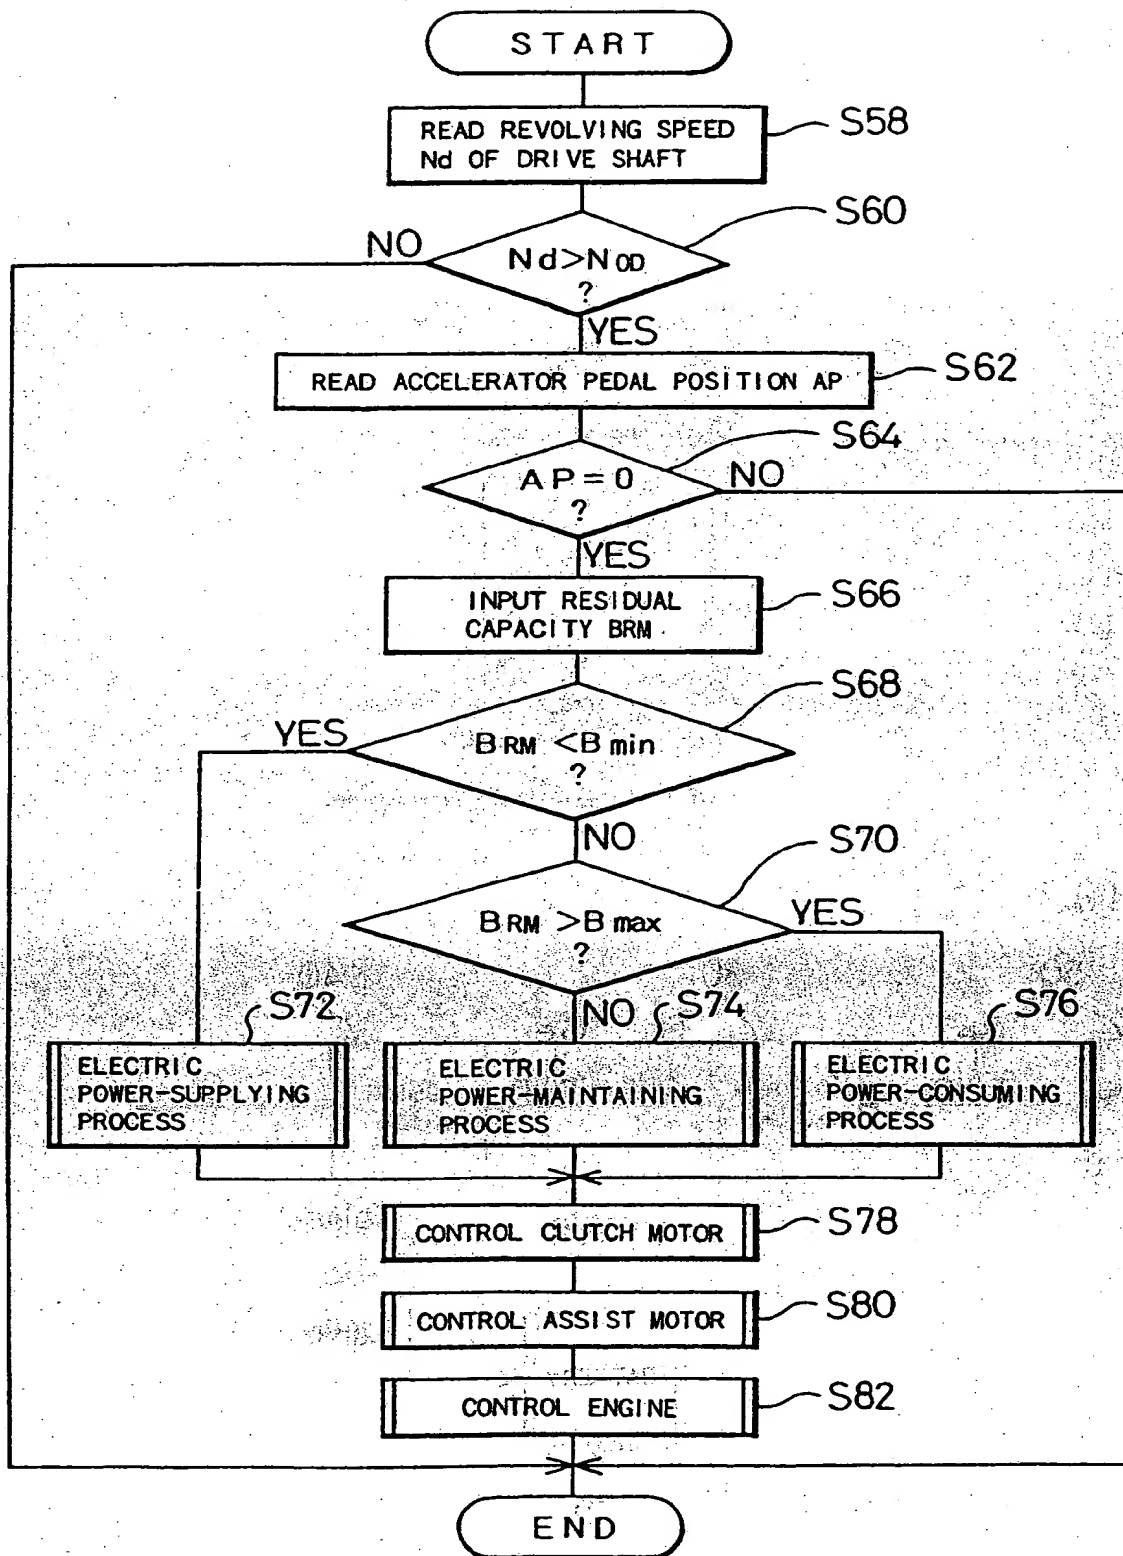 START
READ REVOLVING SPEED
Nd OF DRIVE SHAFT
S58
S60
NO
Nd>NOD
?
YES
READ ACCELERATOR PEDAL POSITION AP
S62
S64
AP=0
?
NO
YES
INPUT RESIDUAL
CAPACITY BRM
S66
S68
YES
BRM <Bmin
?
NO
S70
BRM >Bmax
?
YES
NO
S72
S74
S76
ELECTRIC
POWER-SUPPLYING
PROCESS
ELECTRIC
POWER-MAINTAINING
PROCESS
ELECTRIC
POWER-CONSUMING
PROCESS
CONTROL CLUTCH MOTOR
S78
CONTROL ASSIST MOTOR
S80
CONTROL ENGINE
S82
END